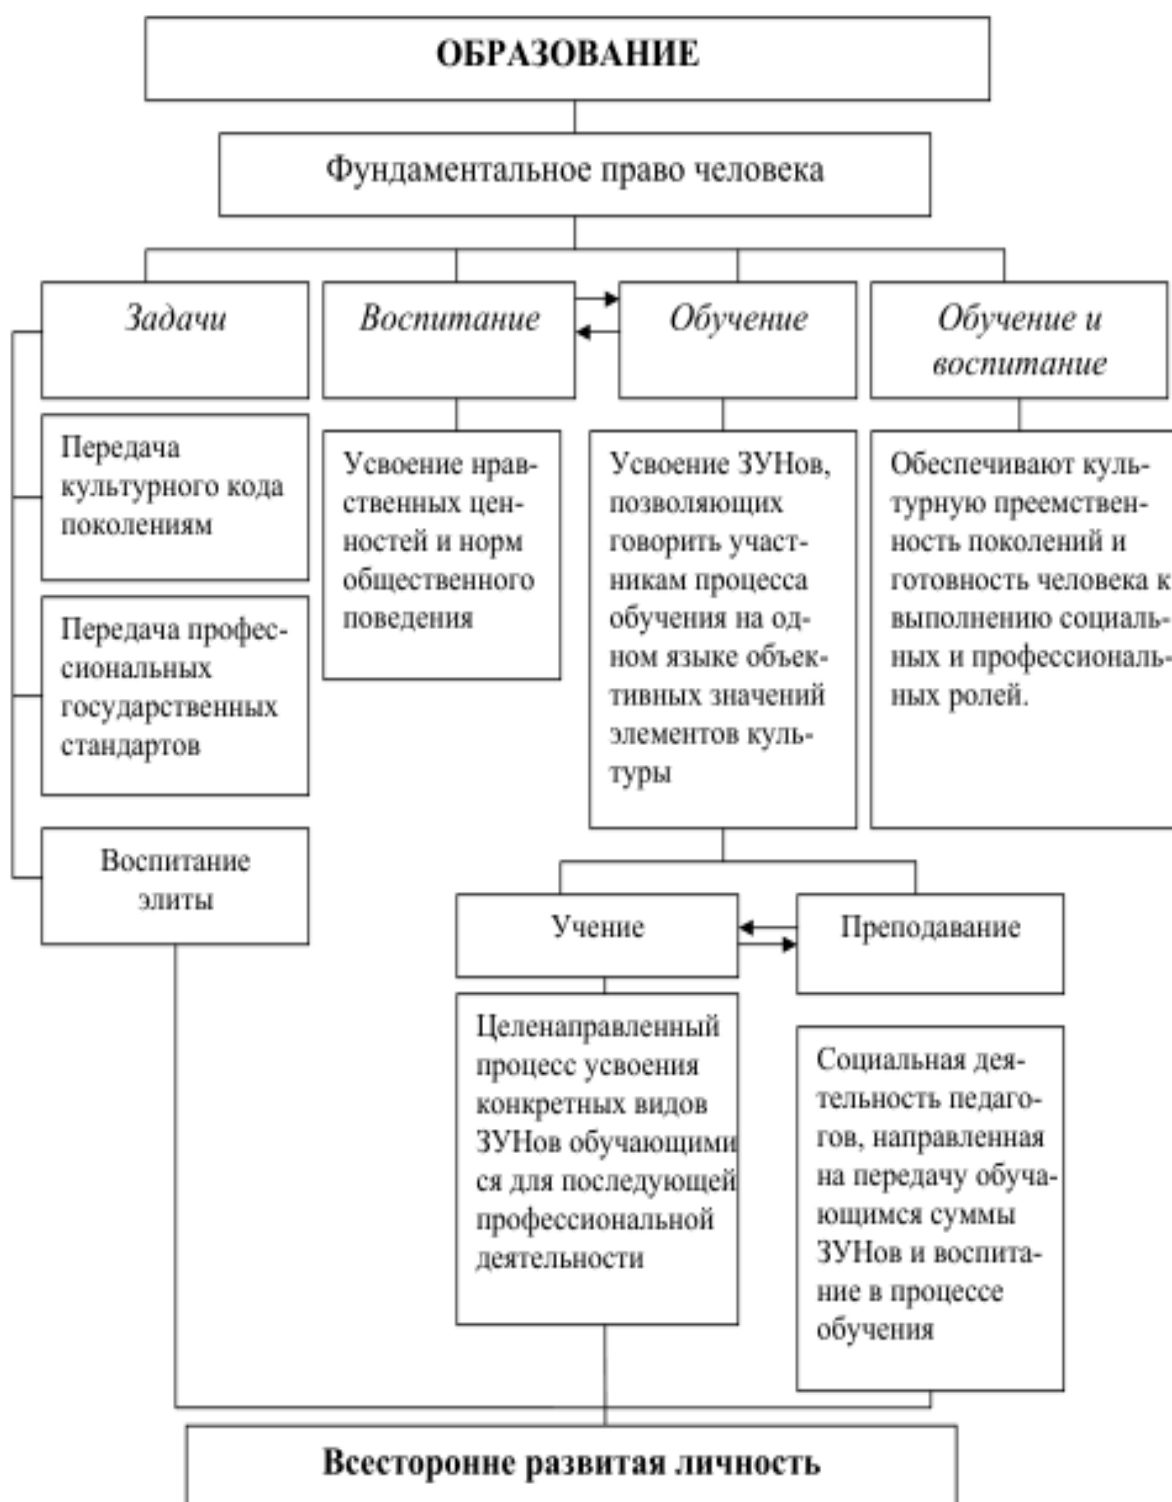 ОБРАЗОВАНИЕ
Фундаментальное право человека
Задачи
Воспитание
Обучение
Обучение и
воспитание
Передача
культурного кода
поколениям
Передача профес-
сиональных
государственных
стандартов
Воспитание
элиты
Усвоение нрав-
ственных цен-
ностей и норм
общественного
поведения
Усвоение ЗУНов,
позволяющих
говорить участ-
никам процесса
обучения на од-
ном языке объек-
тивных значений
элементов куль-
туры
Обеспечивают куль-
турную преемствен-
ность поколений и
готовность человека к
выполнению социаль-
ных и профессиональ-
ных ролей.
Учение
Преподавание
Целенаправленный
процесс усвоения
конкретных видов
ЗУНов обучающими
ся для последующей
профессиональной
деятельности
Социальная дея-
тельность педаго-
гов, направленная
на передачу обуча-
ющимся суммы
ЗУНов и воспита-
ние в процессе
обучения
Всесторонне развитая личность